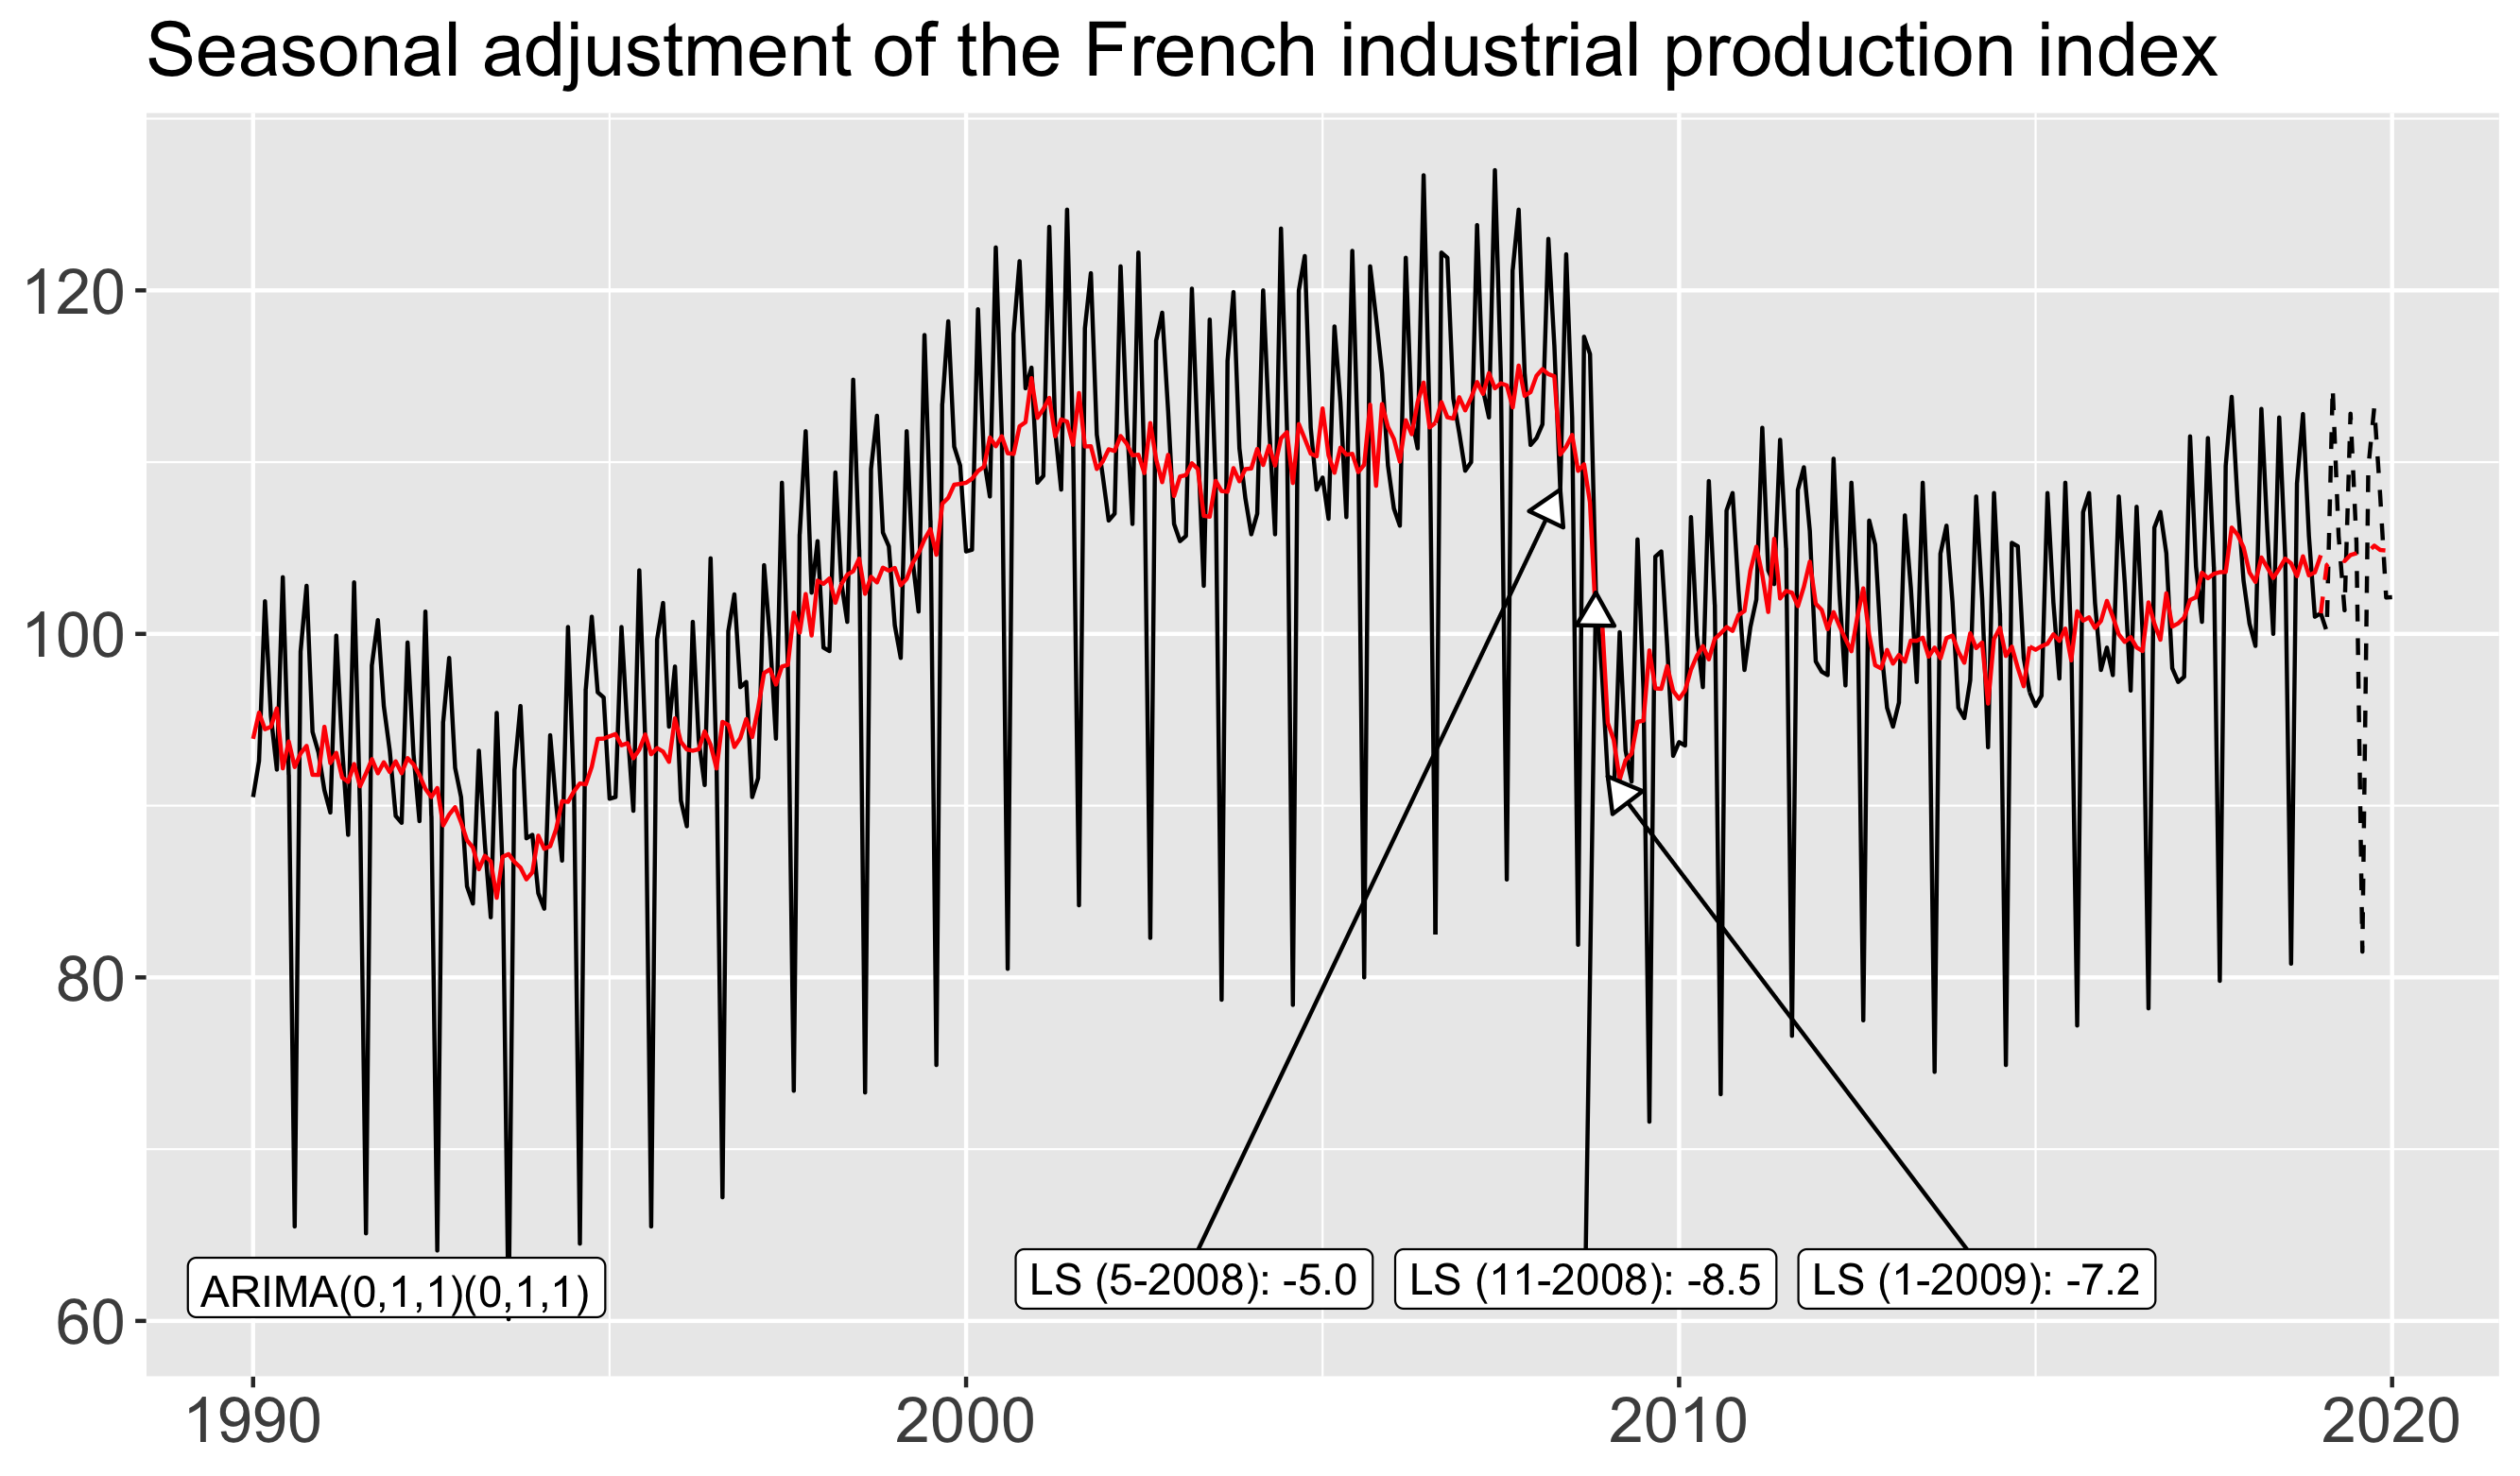 Seasonal adjustment of the French industrial production index
120
100
80
60
ARIMA(0,1,1)(0,1,1)
LS (5-2008): -5.0
LS (11-2008): -8.5
LS (1-2009): -7.2
1990
2000
2010
2020